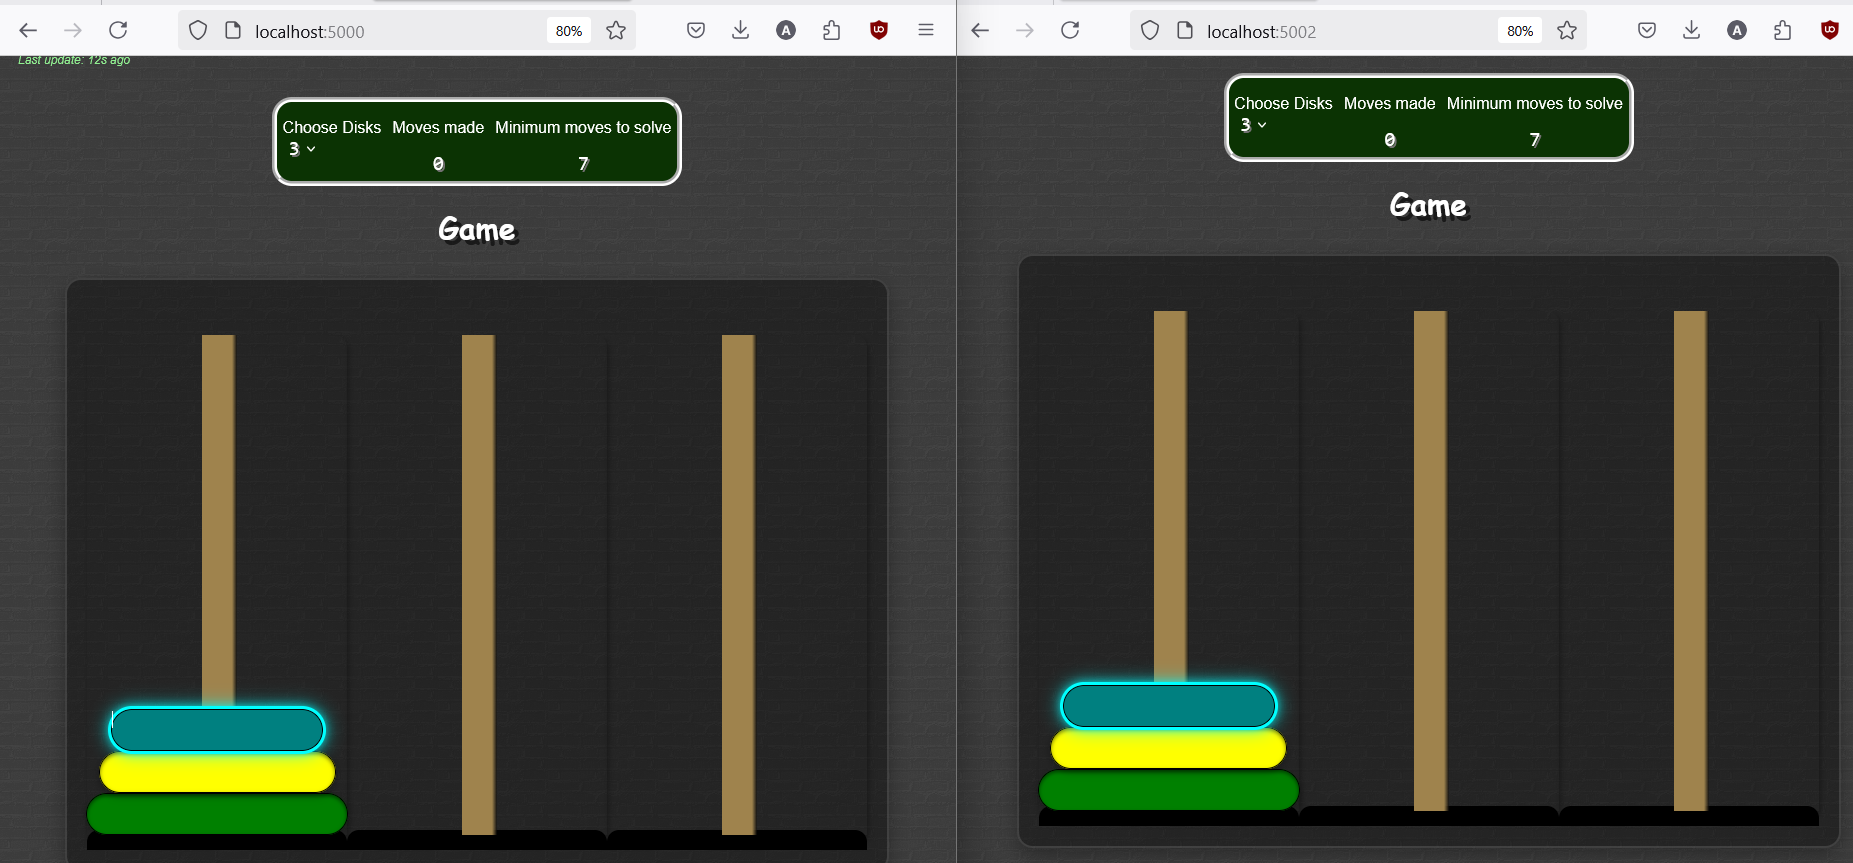 localhost:5000
80%
A
Last update: 12s ago
Choose Disks Moves made Minimum moves to solve
3 0 7
Game
localhost:5002
80%
A
Choose Disks Moves made Minimum moves to solve
3 0 7
Game